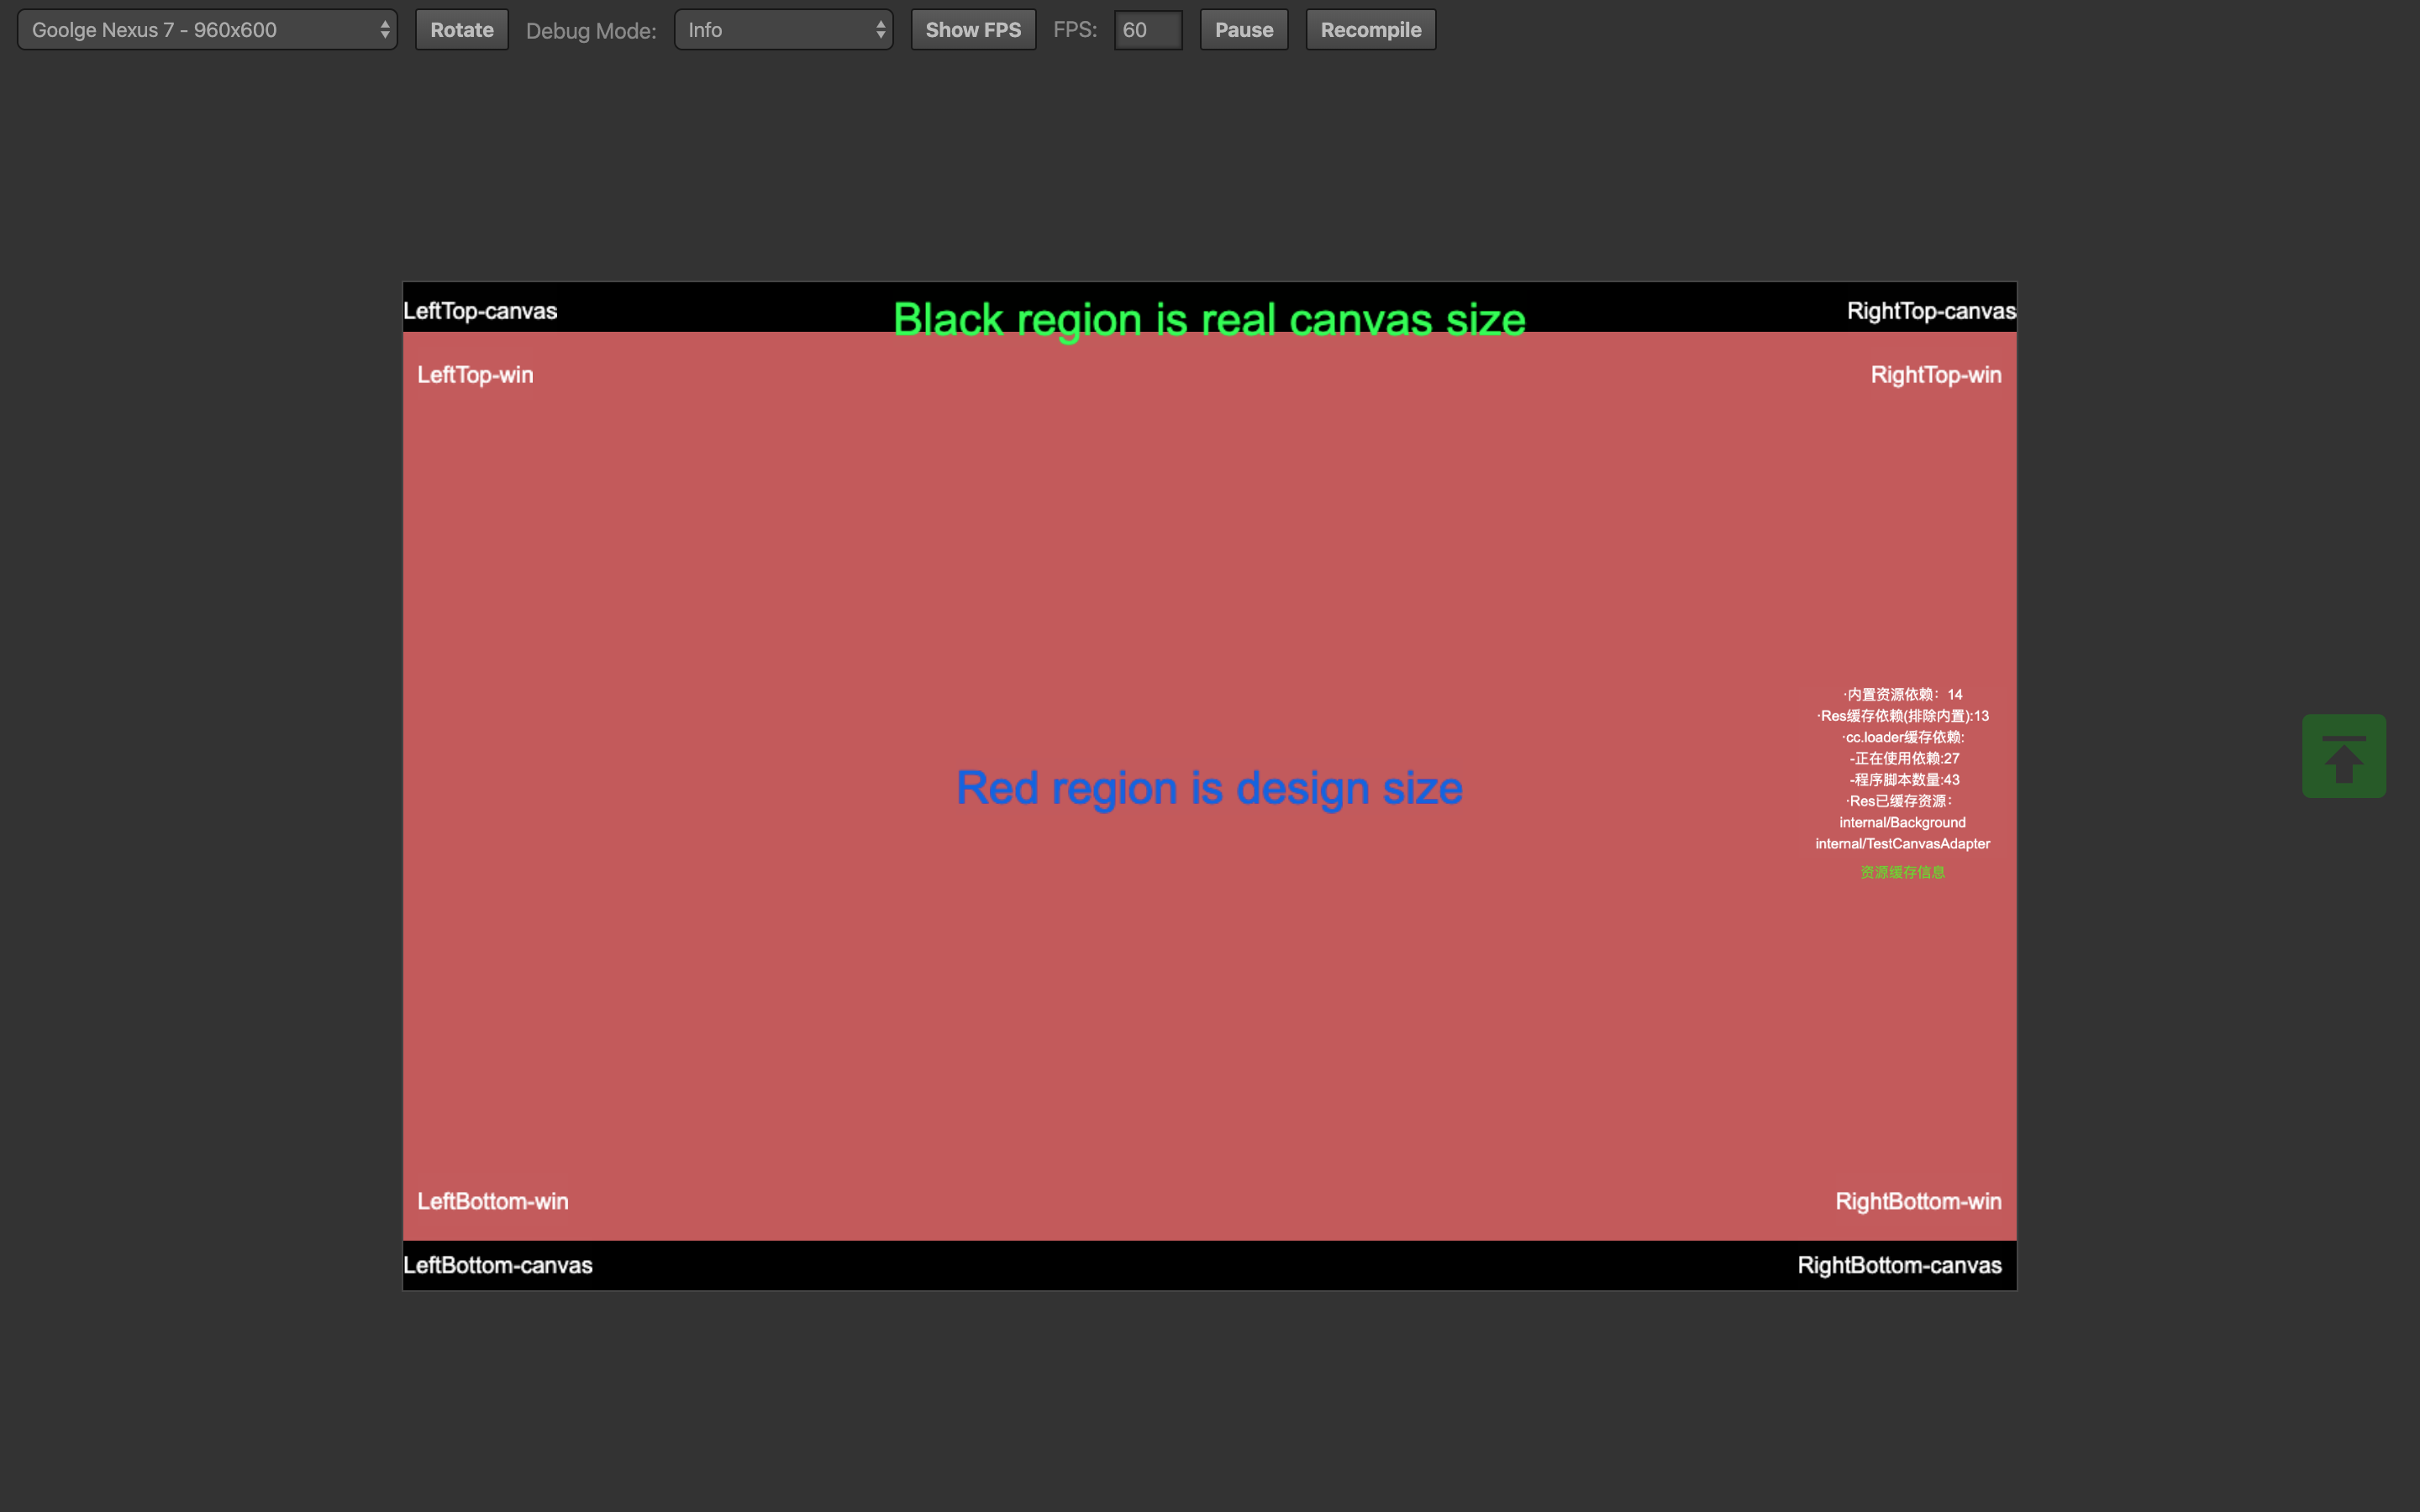 Goolge Nexus 7 - 960x600 Rotate Debug Mode: Info Show FPS FPS: 60 Pause Recompile
LeftTop-canvas Black region is real canvas size RightTop-canvas
LeftTop-win RightTop-win
·内置资源依赖：14
·Res缓存依赖(排除内置):13
·cc.loader缓存依赖:
-正在使用依赖:27
-程序脚本数量:43
·Res已缓存资源：
internal/Background
internal/TestCanvasAdapter
资源缓存信息
Red region is design size
LeftBottom-win RightBottom-win
LeftBottom-canvas RightBottom-canvas